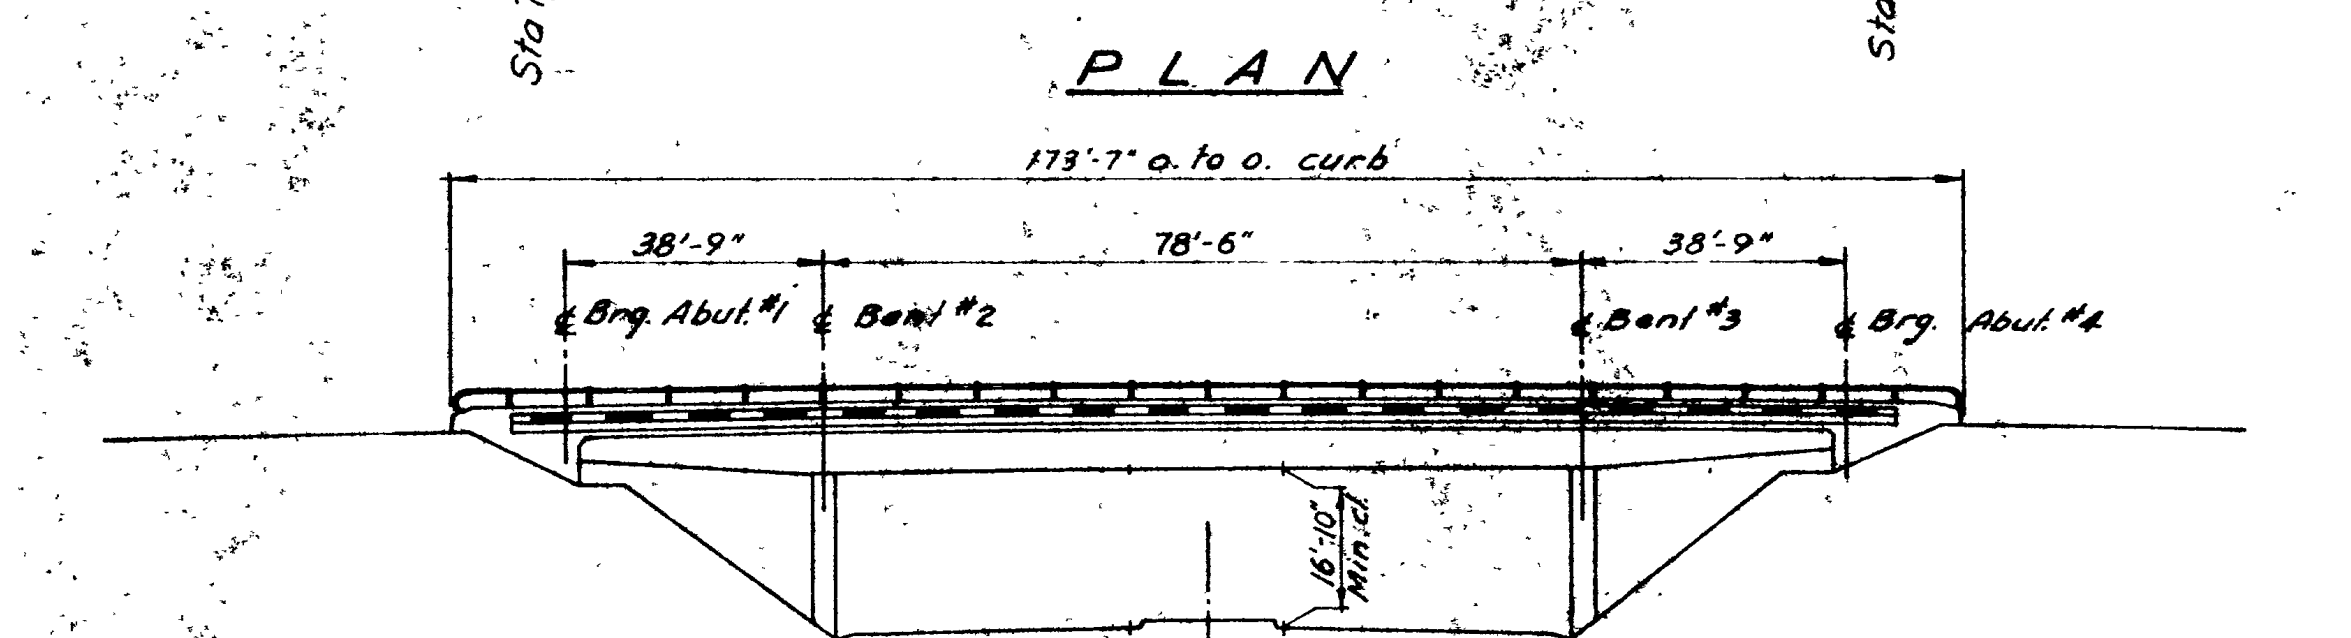 Sta
Sta
PLAN
173'-7" o. to o. curb
38'-9" 78'-6" 38'-9"
℄ Brg. Abut. #1 ℄ Bent #2 ℄ Bent #3 ℄ Brg. Abut. #4
16'-10"
Min. cl.